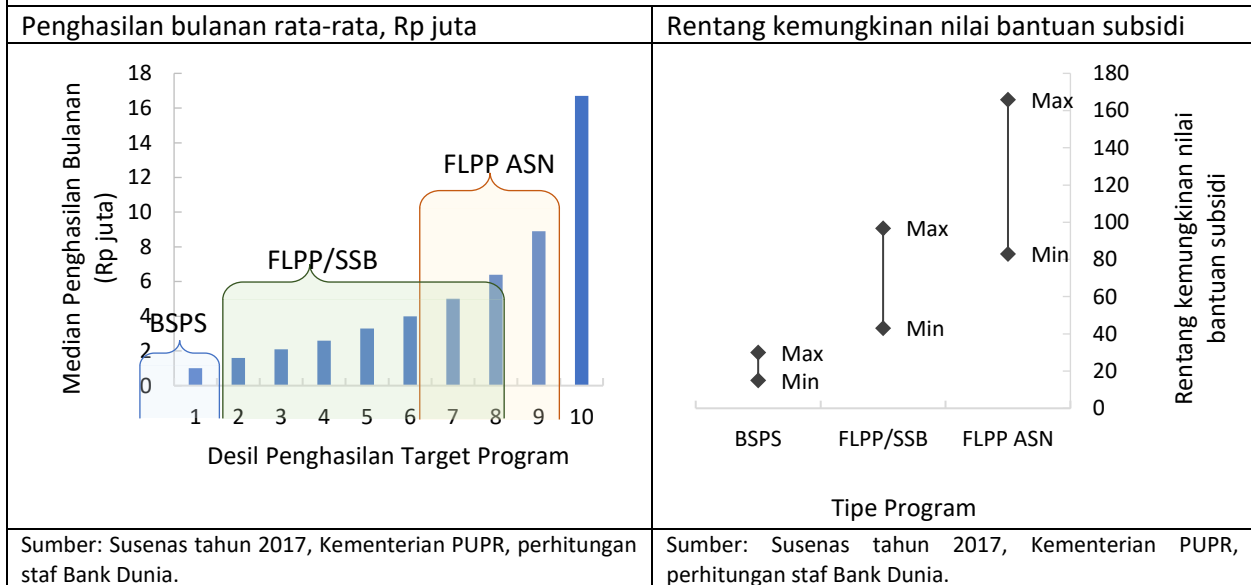 Penghasilan bulanan rata-rata, Rp juta
Median Penghasilan Bulanan
(Rp juta)
18
16
14
12
10
8
6
4
2
0
BSPS
FLPP/SSB
FLPP ASN
1 2 3 4 5 6 7 8 9 10
Desil Penghasilan Target Program
Sumber: Susenas tahun 2017, Kementerian PUPR, perhitungan
staf Bank Dunia.
Rentang kemungkinan nilai bantuan subsidi
180
160
140
120
100
80
60
40
20
0
Max
Min
Max
Min
Max
Min
BSPS FLPP/SSB FLPP ASN
Tipe Program
Rentang kemungkinan nilai
bantuan subsidi
Sumber: Susenas tahun 2017, Kementerian PUPR,
perhitungan staf Bank Dunia.